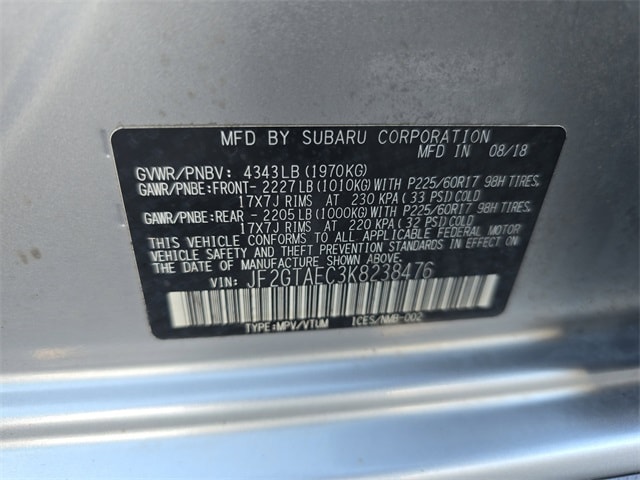 MFD BY SUBARU CORPORATION
MFD IN 08/18
GVWR/PNBV: 4343LB (1970KG)
GAWR/PNBE:FRONT- 2227LB(1010KG)WITH P225/60R17 98H TIRES,
17X7J RIMS AT 230 KPA( 33 PSI)COLD
GAWR/PNBE:REAR - 2205LB(1000KG)WITH P225/60R17 98H TIRES,
17X7J RIMS AT 220 KPA( 32 PSI)COLD
THIS VEHICLE CONFORMS TO ALL APPLICABLE FEDERAL MOTOR
VEHICLE SAFETY AND THEFT PREVENTION STANDARDS IN EFFECT
ON THE DATE OF MANUFACTURE SHOWN ABOVE.
VIN: JF2GTAEC3K8238476
TYPE:MPV/VTUM ICES/NMB-002